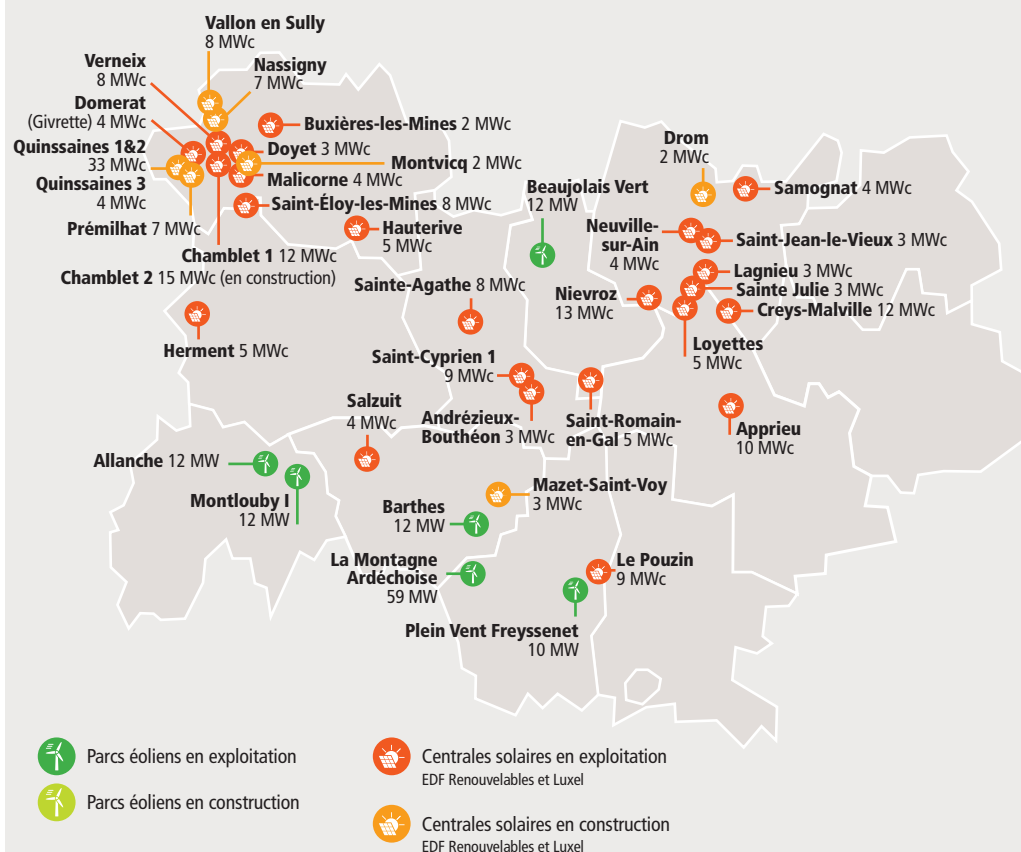 Vallon en Sully
8 MWc
Verneix
8 MWc
Nassigny
7 MWc
Domerat
(Givrette) 4 MWc
Buxières-les-Mines 2 MWc
Quinssaines 1&2
33 MWc
Doyet 3 MWc
Montvicq 2 MWc
Quinssaines 3
4 MWc
Malicorne 4 MWc
Saint-Éloy-les-Mines 8 MWc
Prémilhat 7 MWc
Hauterive
5 MWc
Chamblet 1 12 MWc
Chamblet 2 15 MWc (en construction)
Drom
2 MWc
Samognat 4 MWc
Beaujolais Vert
12 MW
Neuville-
sur-Ain
4 MWc
Saint-Jean-le-Vieux 3 MWc
Lagnieu 3 MWc
Sainte Julie 3 MWc
Nievroz
13 MWc
Creys-Malville 12 MWc
Loyettes
5 MWc
Sainte-Agathe 8 MWc
Herment 5 MWc
Saint-Cyprien 1
9 MWc
Andrézieux-
Bouthéon 3 MWc
Saint-Romain-
en-Gal 5 MWc
Apprieu
10 MWc
Salzuit
4 MWc
Allanche 12 MW
Montlouby I
12 MW
Barthes
12 MW
Mazet-Saint-Voy
3 MWc
La Montagne
Ardéchoise
59 MW
Le Pouzin
9 MWc
Plein Vent Freyssenet
10 MW
Parcs éoliens en exploitation
Parcs éoliens en construction
Centrales solaires en exploitation
EDF Renouvelables et Luxel
Centrales solaires en construction
EDF Renouvelables et Luxel